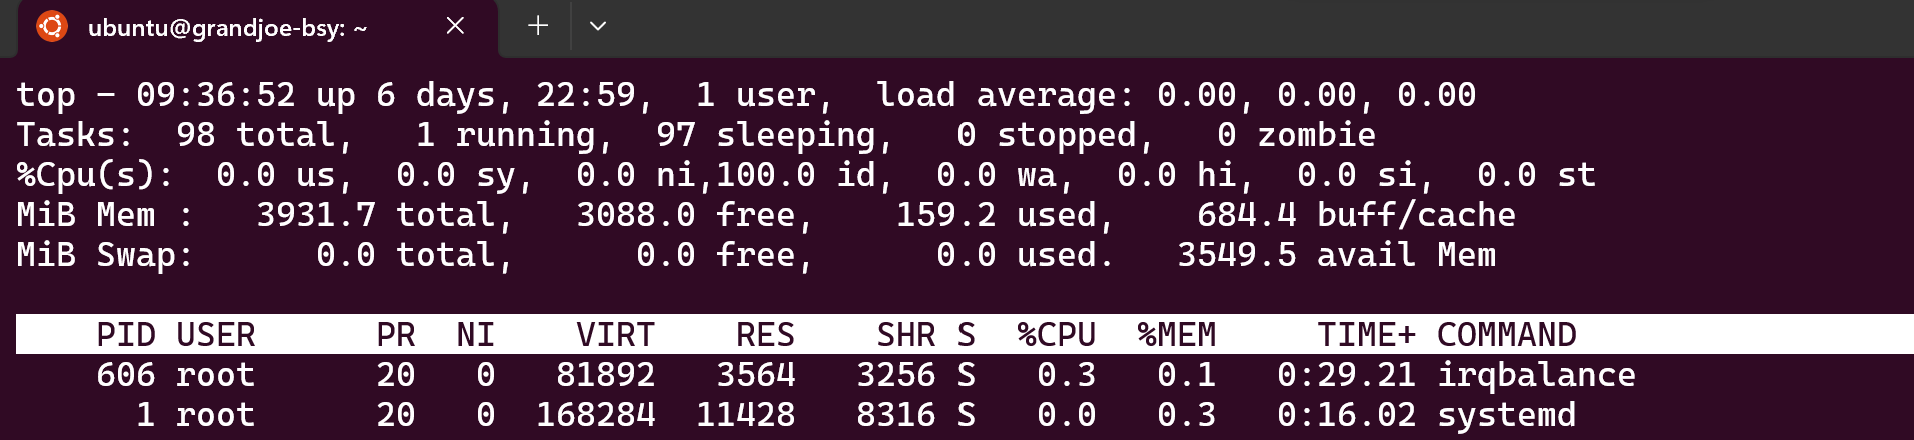 ubuntu@grandjoe-bsy: ~
top - 09:36:52 up 6 days, 22:59,  1 user,  load average: 0.00, 0.00, 0.00
Tasks:  98 total,   1 running,  97 sleeping,   0 stopped,   0 zombie
%Cpu(s):  0.0 us,  0.0 sy,  0.0 ni,100.0 id,  0.0 wa,  0.0 hi,  0.0 si,  0.0 st
MiB Mem :   3931.7 total,   3088.0 free,    159.2 used,    684.4 buff/cache
MiB Swap:      0.0 total,      0.0 free,      0.0 used.   3549.5 avail Mem
    PID USER      PR  NI    VIRT    RES    SHR S  %CPU  %MEM     TIME+ COMMAND
    606 root      20   0   81892   3564   3256 S   0.3   0.1   0:29.21 irqbalance
      1 root      20   0  168284  11428   8316 S   0.0   0.3   0:16.02 systemd